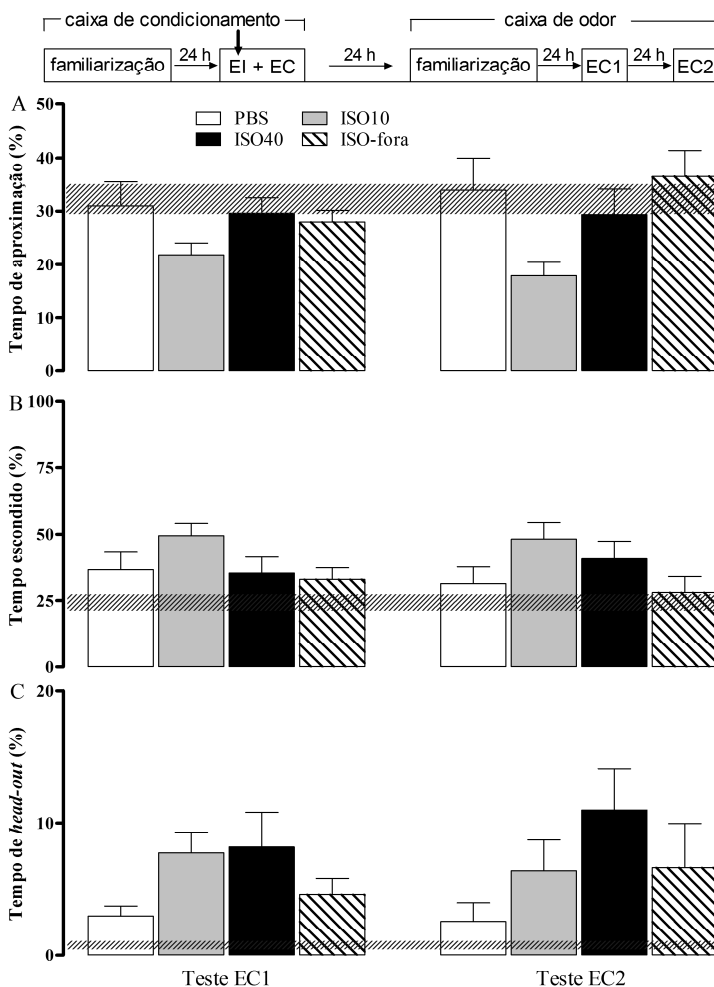 caixa de condicionamento caixa de odor
familiarização 24 h EI + EC 24 h familiarização 24 h EC1 24 h EC2
A
50
40
30
20
10
0
Tempo de aproximação (%)
PBS ISO10
ISO40 ISO-fora
B
100
75
50
25
0
Tempo escondido (%)
C
20
10
0
Tempo de head-out (%)
Teste EC1 Teste EC2